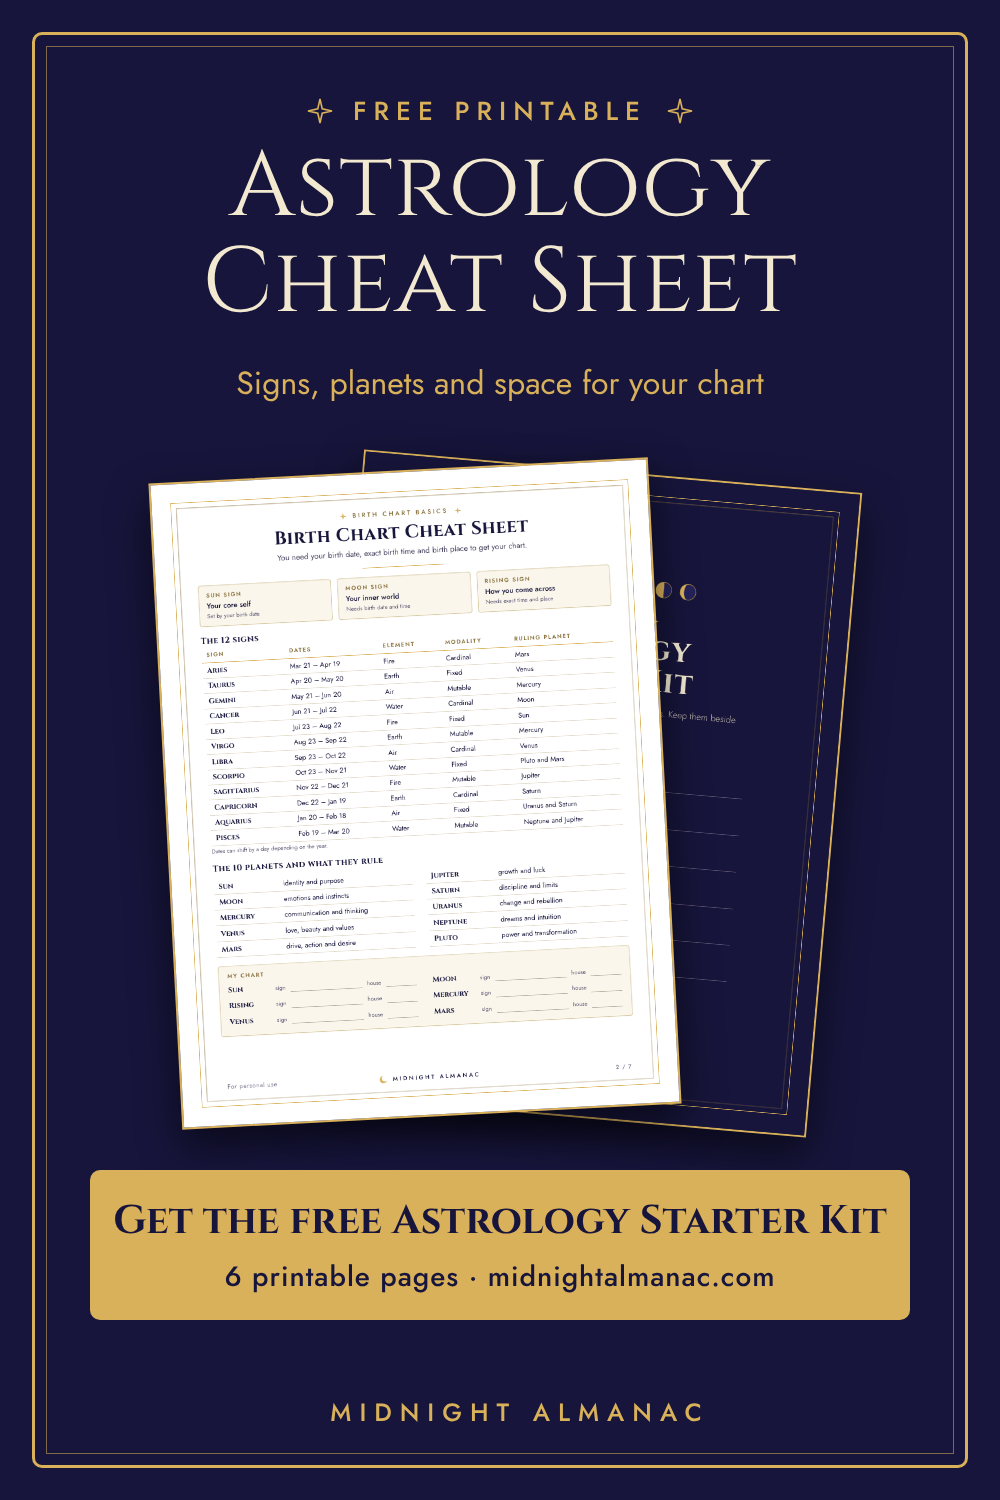 FREE PRINTABLE
Astrology
Cheat Sheet
Signs, planets and space for your chart
BIRTH CHART BASICS
Birth Chart Cheat Sheet
You need your birth date, exact birth time and birth place to get your chart.
SUN SIGN
Your core self
Set by your birth date
MOON SIGN
Your inner world
Needs birth date and time
RISING SIGN
How you come across
Needs exact time and place
The 12 signs
SIGN DATES ELEMENT MODALITY RULING PLANET
Aries Mar 21 – Apr 19 Fire Cardinal Mars
Taurus Apr 20 – May 20 Earth Fixed Venus
Gemini May 21 – Jun 20 Air Mutable Mercury
Cancer Jun 21 – Jul 22 Water Cardinal Moon
Leo Jul 23 – Aug 22 Fire Fixed Sun
Virgo Aug 23 – Sep 22 Earth Mutable Mercury
Libra Sep 23 – Oct 22 Air Cardinal Venus
Scorpio Oct 23 – Nov 21 Water Fixed Pluto and Mars
Sagittarius Nov 22 – Dec 21 Fire Mutable Jupiter
Capricorn Dec 22 – Jan 19 Earth Cardinal Saturn
Aquarius Jan 20 – Feb 18 Air Fixed Uranus and Saturn
Pisces Feb 19 – Mar 20 Water Mutable Neptune and Jupiter
Dates can shift by a day depending on the year.
The 10 planets and what they rule
Sun identity and purpose
Moon emotions and instincts
Mercury communication and thinking
Venus love, beauty and values
Mars drive, action and desire
Jupiter growth and luck
Saturn discipline and limits
Uranus change and rebellion
Neptune dreams and intuition
Pluto power and transformation
MY CHART
Sun sign house
Rising sign house
Venus sign house
Moon sign house
Mercury sign house
Mars sign house
For personal use
MIDNIGHT ALMANAC
2 / 7
GY
IT
. Keep them beside
Get the free Astrology Starter Kit
6 printable pages · midnightalmanac.com
MIDNIGHT ALMANAC